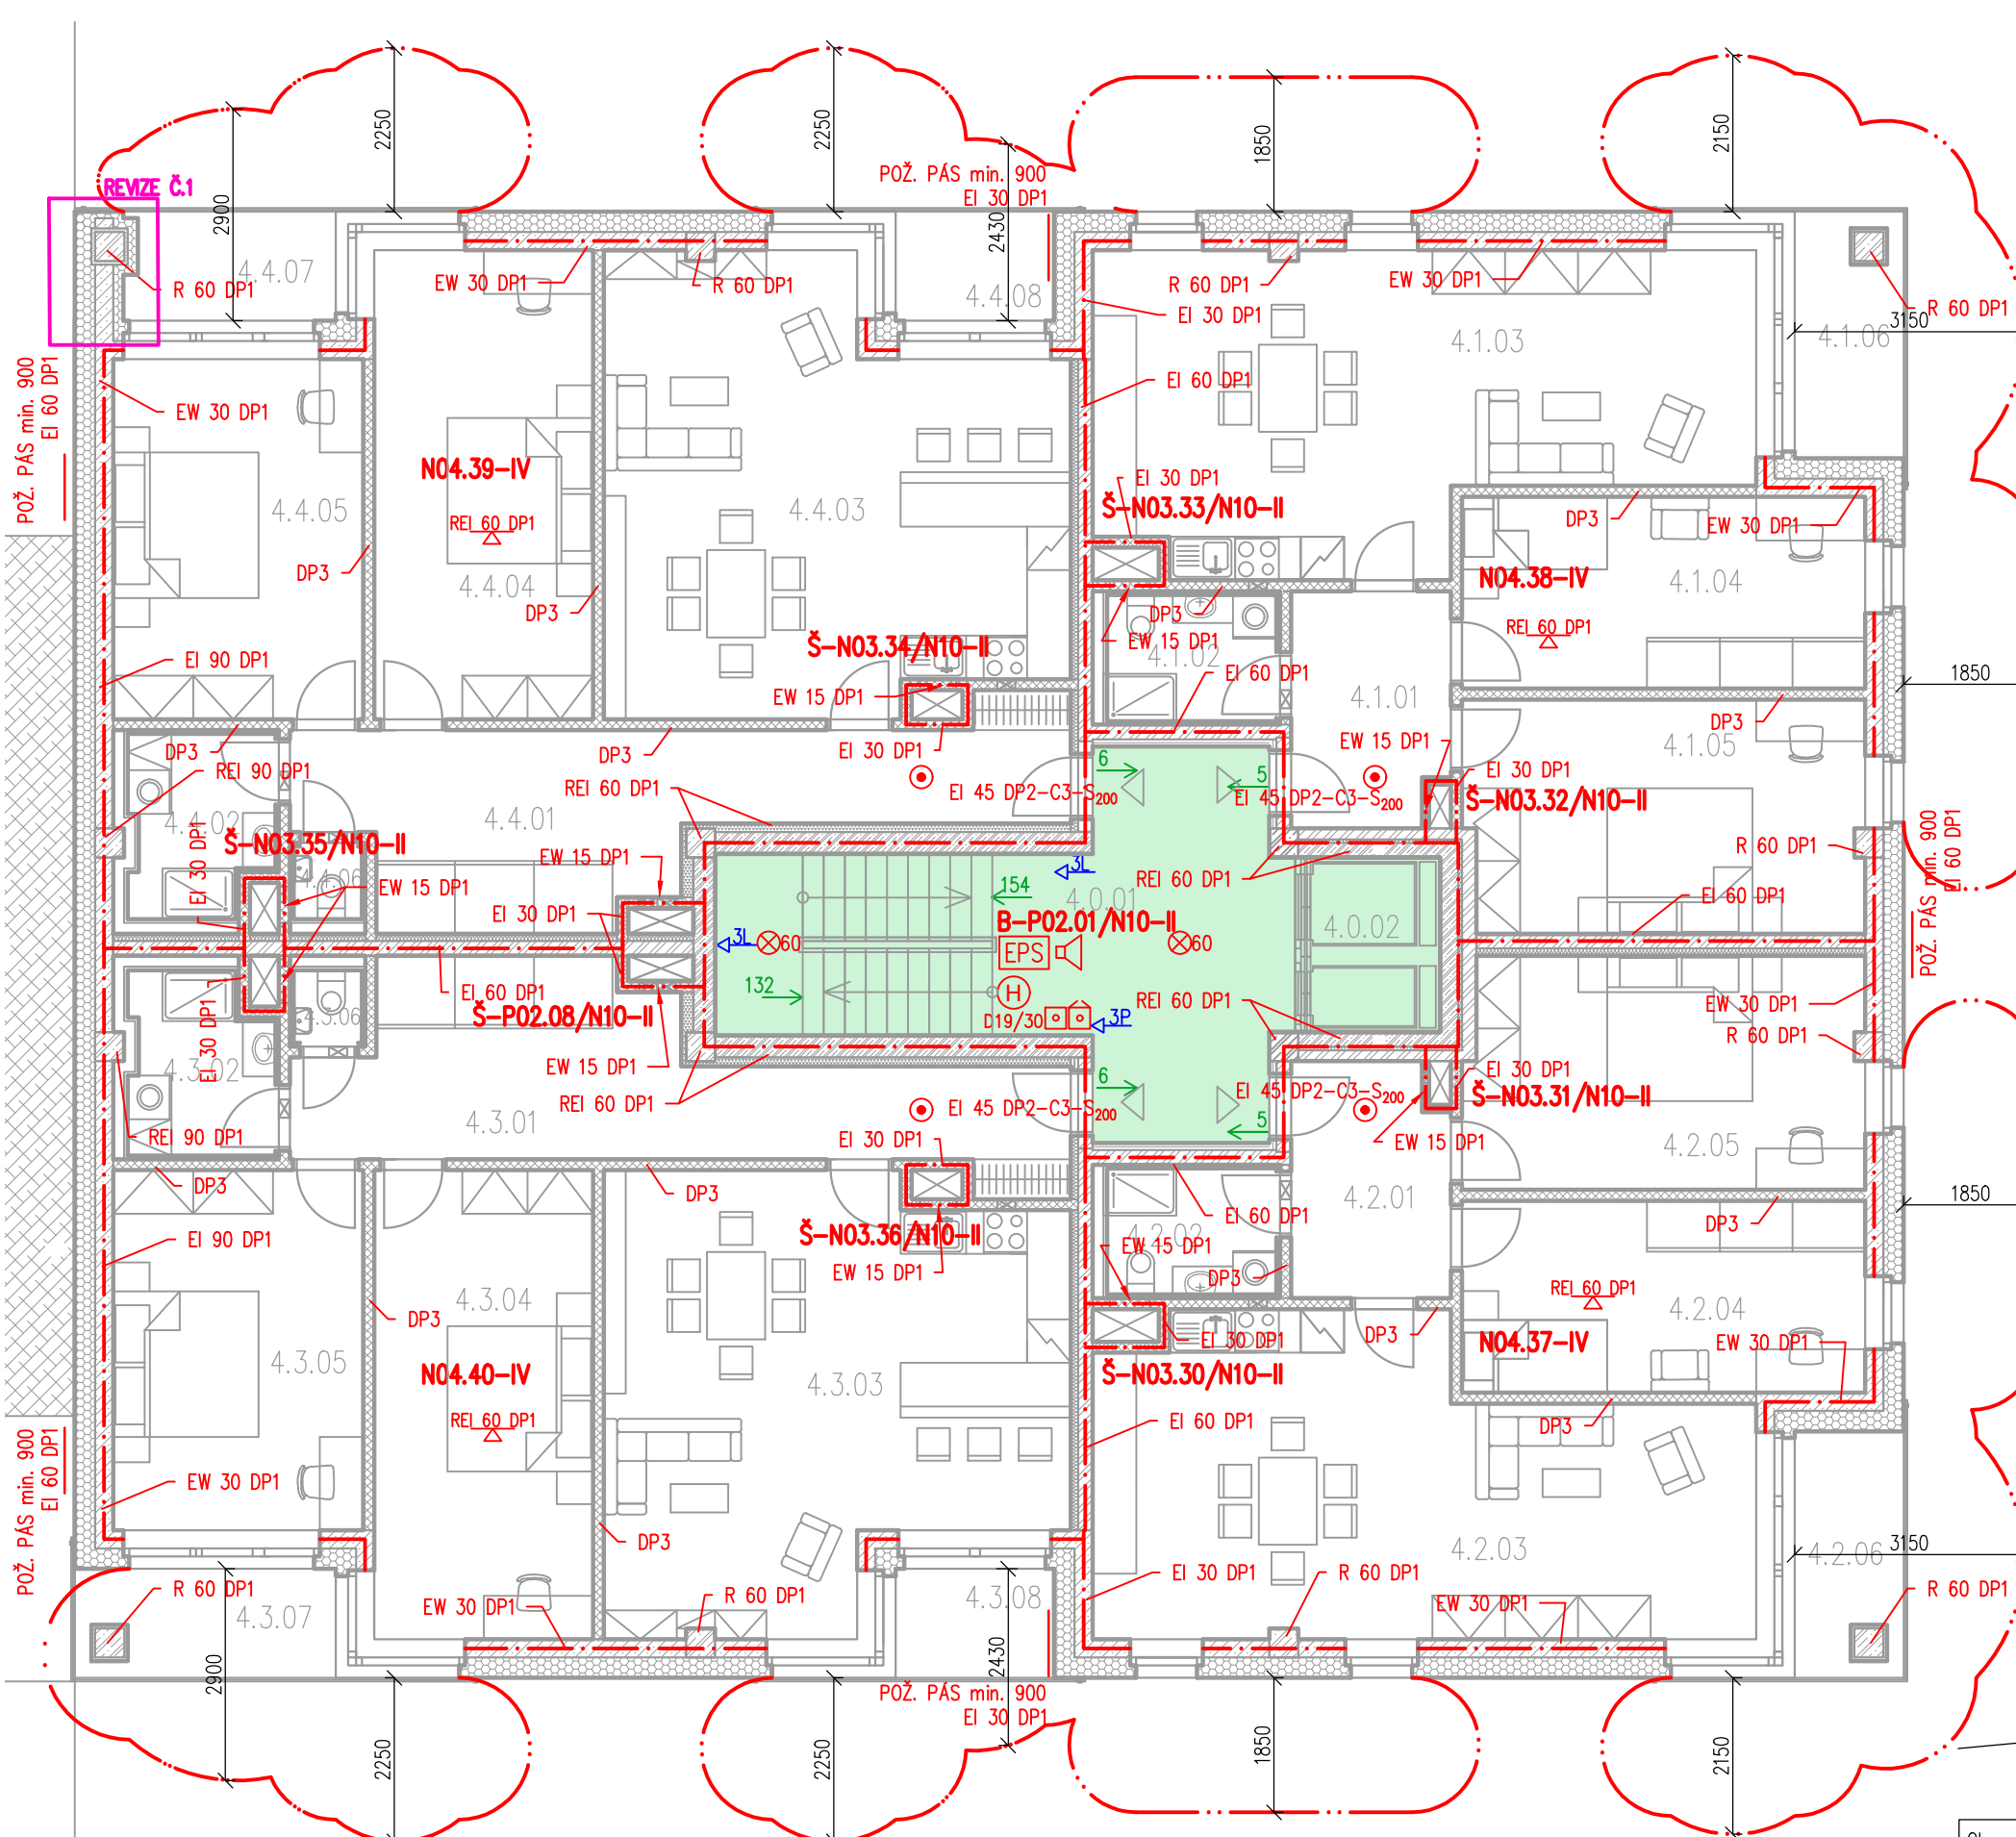 2250
2250
1850
2150
2900
2430
REVIZE Č.1
POŽ. PÁS min. 900
EI 30 DP1
4.4.07
R 60 DP1
EW 30 DP1
R 60 DP1
4.4.08
R 60 DP1
EI 30 DP1
EW 30 DP1
4.1.03
3150
4.1.06
R 60 DP1
POŽ. PÁS min. 900
EI 60 DP1
EW 30 DP1
EI 60 DP1
N04.39-IV
REI 60 DP1
4.4.05
4.4.03
4.4.04
DP3
DP3
EI 30 DP1
Š-N03.33/N10-II
DP3
EW 30 DP1
N04.38-IV
4.1.04
REI 60 DP1
EI 90 DP1
Š-N03.34/N10-II
EW 15 DP1
DP3
EW 15 DP1
4.1.02
EI 60 DP1
4.1.01
1850
DP3
4.1.05
DP3
REI 90 DP1
DP3
EI 30 DP1
EW 15 DP1
EI 30 DP1
REI 60 DP1
EI 45 DP2-C3-S200
6
5
EI 45 DP2-C3-S200
Š-N03.32/N10-II
4.4.02
4.4.01
Š-N03.35/N10-II
EI 30 DP1
EW 15 DP1
4.4.06
EW 15 DP1
EI 30 DP1
3L
154
4.0.01
REI 60 DP1
R 60 DP1
POŽ. PÁS min. 900
EI 60 DP1
EI 60 DP1
B-P02.01/N10-II
4.0.02
3L
60
EPS
60
132
H
D19/30
3P
REI 60 DP1
EI 60 DP1
Š-P02.08/N10-II
4.3.06
EW 30 DP1
R 60 DP1
EI 30 DP1
4.3.02
EW 15 DP1
REI 60 DP1
6
5
EI 45 DP2-C3-S200
EI 45 DP2-C3-S200
EI 30 DP1
Š-N03.31/N10-II
EW 15 DP1
REI 90 DP1
4.3.01
EI 30 DP1
4.2.05
DP3
DP3
4.2.01
1850
EI 60 DP1
DP3
Š-N03.36/N10-II
EW 15 DP1
4.2.02
EW 15 DP1
DP3
EI 90 DP1
4.3.04
DP3
REI 60 DP1
4.2.04
EI 30 DP1
DP3
N04.37-IV
EW 30 DP1
4.3.05
N04.40-IV
REI 60 DP1
4.3.03
Š-N03.30/N10-II
EI 60 DP1
DP3
POŽ. PÁS min. 900
EI 60 DP1
EW 30 DP1
DP3
4.2.03
3150
4.2.06
R 60 DP1
4.3.07
EW 30 DP1
R 60 DP1
4.3.08
EI 30 DP1
R 60 DP1
EW 30 DP1
R 60 DP1
2900
2430
POŽ. PÁS min. 900
EI 30 DP1
2250
2250
1850
2150